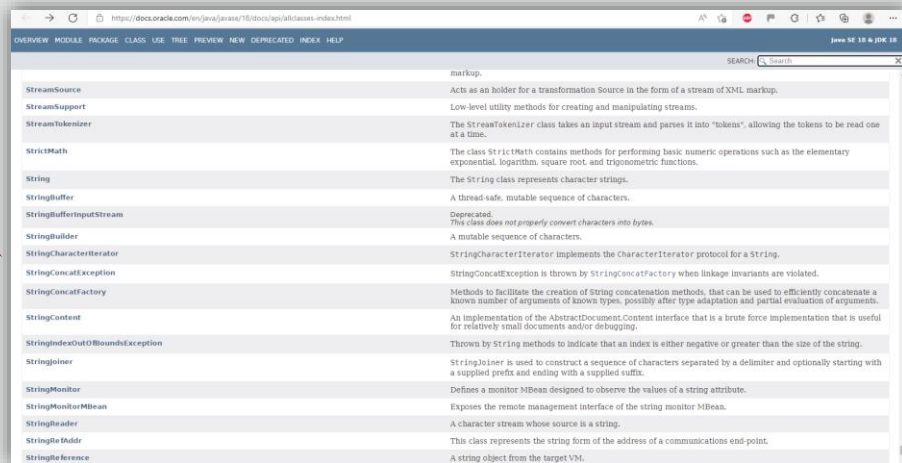 https://docs.oracle.com/en/java/javase/18/docs/api/allclasses-index.html
OVERVIEW MODULE PACKAGE CLASS USE TREE PREVIEW NEW DEPRECATED INDEX HELP Java SE 18 & JDK 18
SEARCH: Search
markup.
StreamSource Acts as an holder for a transformation Source in the form of a stream of XML markup.
StreamSupport Low-level utility methods for creating and manipulating streams.
StreamTokenizer The StreamTokenizer class takes an input stream and parses it into "tokens", allowing the tokens to be read one
at a time.
StrictMath The class StrictMath contains methods for performing basic numeric operations such as the elementary
exponential, logarithm, square root, and trigonometric functions.
String The String class represents character strings.
StringBuffer A thread-safe, mutable sequence of characters.
StringBufferInputStream Deprecated.
This class does not properly convert characters into bytes.
StringBuilder A mutable sequence of characters.
StringCharacterIterator StringCharacterIterator implements the CharacterIterator protocol for a String.
StringConcatException StringConcatException is thrown by StringConcatFactory when linkage invariants are violated.
StringConcatFactory Methods to facilitate the creation of String concatenation methods, that can be used to efficiently concatenate a
known number of arguments of known types, possibly after type adaptation and partial evaluation of arguments.
StringContent An implementation of the AbstractDocument.Content interface that is a brute force implementation that is useful
for relatively small documents and/or debugging.
StringIndexOutOfBoundsException Thrown by String methods to indicate that an index is either negative or greater than the size of the string.
StringJoiner StringJoiner is used to construct a sequence of characters separated by a delimiter and optionally starting with
a supplied prefix and ending with a supplied suffix.
StringMonitor Defines a monitor MBean designed to observe the values of a string attribute.
StringMonitorMBean Exposes the remote management interface of the string monitor MBean.
StringReader A character stream whose source is a string.
StringRefAddr This class represents the string form of the address of a communications end-point.
StringReference A string object from the target VM.